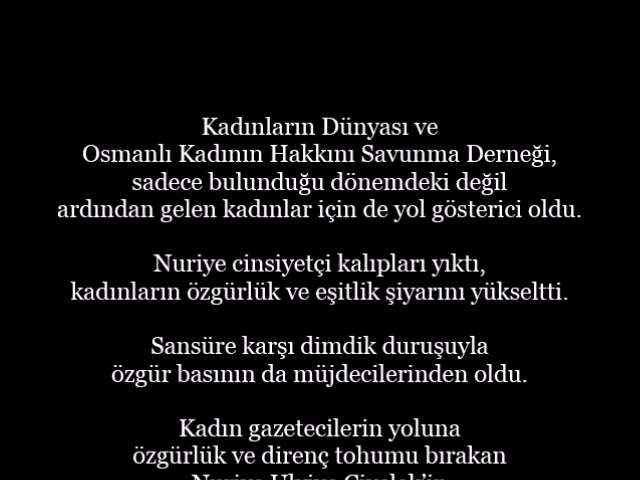 Kadınların Dünyası ve
Osmanlı Kadının Hakkını Savunma Derneği,
sadece bulunduğu dönemdeki değil
ardından gelen kadınlar için de yol gösterici oldu.
Nuriye cinsiyetçi kalıpları yıktı,
kadınların özgürlük ve eşitlik şiyarını yükseltti.
Sansüre karşı dimdik duruşuyla
özgür basının da müjdecilerinden oldu.
Kadın gazetecilerin yoluna
özgürlük ve direnç tohumu bırakan